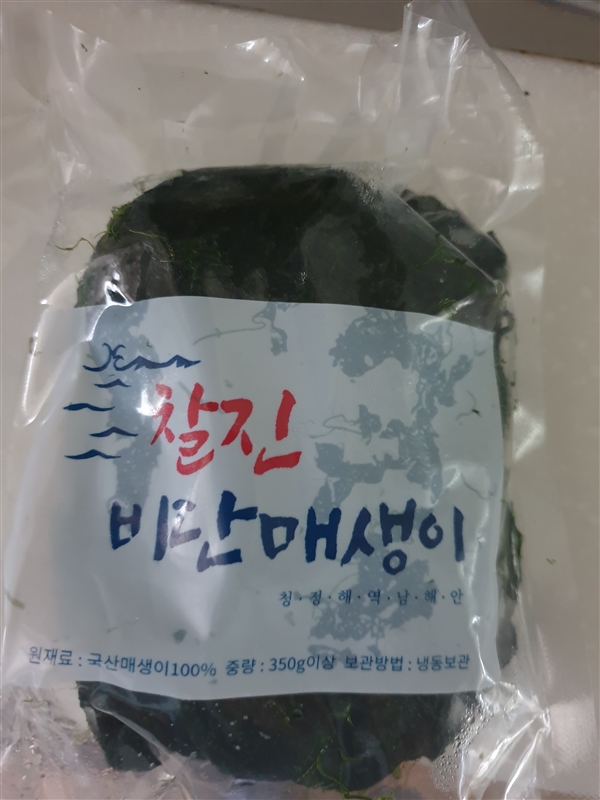 찰진
비단매생이
청·정·해·역·남·해·안
원재료 : 국산매생이100% 중량 : 350g이상 보관방법 : 냉동보관